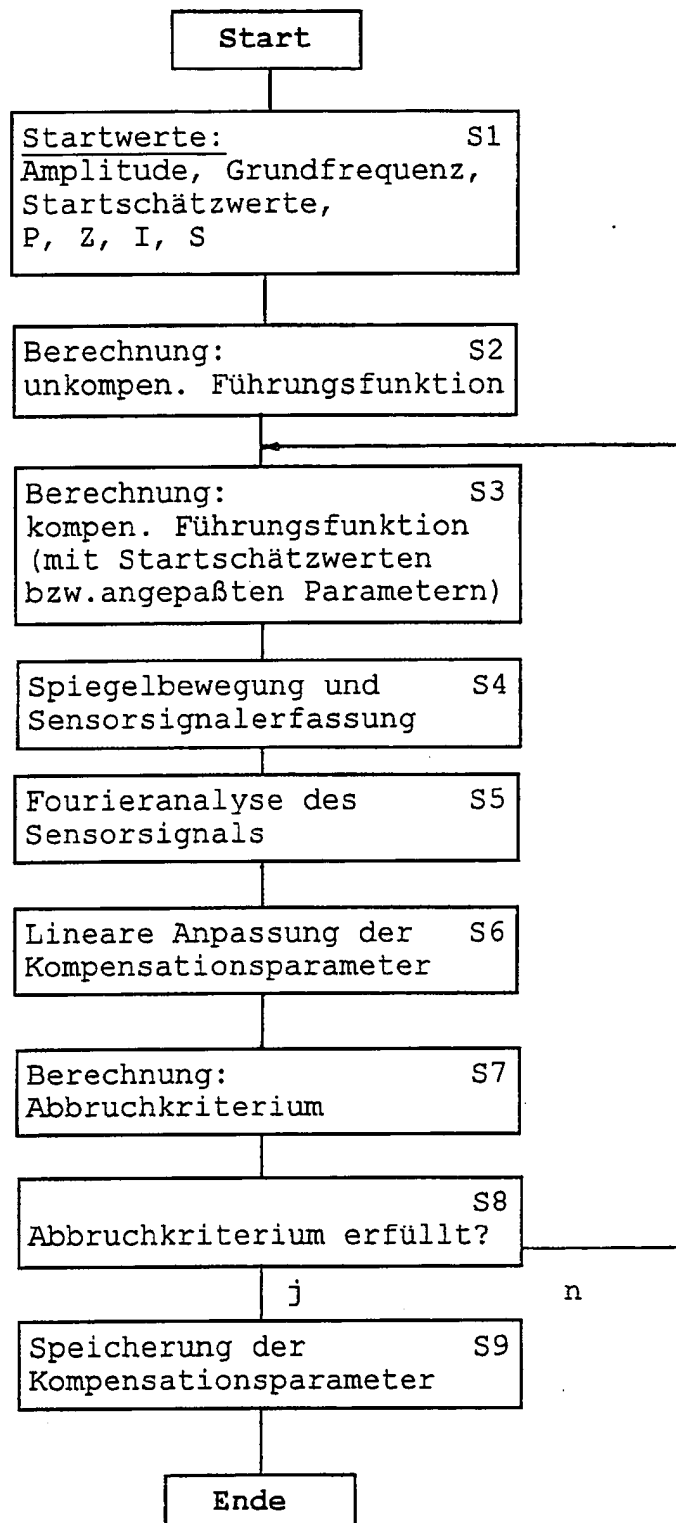 Start
Startwerte: S1
Amplitude, Grundfrequenz,
Startschätzwerte,
P, Z, I, S
Berechnung: S2
unkompen. Führungsfunktion
Berechnung: S3
kompen. Führungsfunktion
(mit Startschätzwerten
bzw.angepaßten Parametern)
Spiegelbewegung und S4
Sensorsignalerfassung
Fourieranalyse des S5
Sensorsignals
Lineare Anpassung der S6
Kompensationsparameter
Berechnung: S7
Abbruchkriterium
S8
Abbruchkriterium erfüllt?
j n
Speicherung der S9
Kompensationsparameter
Ende